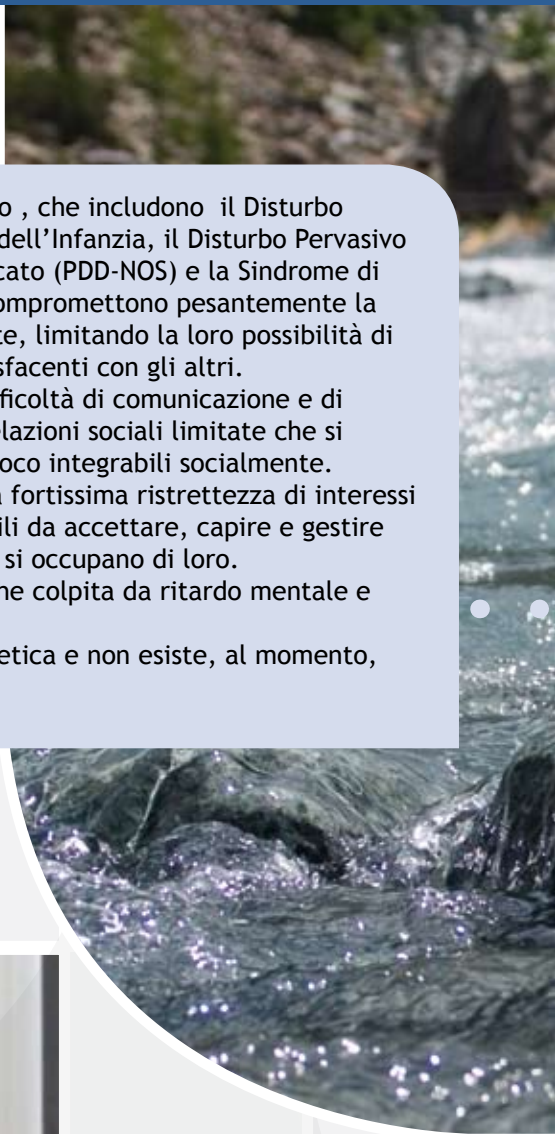 o , che includono  il Disturbo
dell’Infanzia, il Disturbo Pervasivo
cato (PDD-NOS) e la Sindrome di
ompromettono pesantemente la
te, limitando la loro possibilità di
sfacenti con gli altri.
ficoltà di comunicazione e di
elazioni sociali limitate che si
oco integrabili socialmente.
a fortissima ristrettezza di interessi
ili da accettare, capire e gestire
si occupano di loro.
ne colpita da ritardo mentale e
etica e non esiste, al momento,